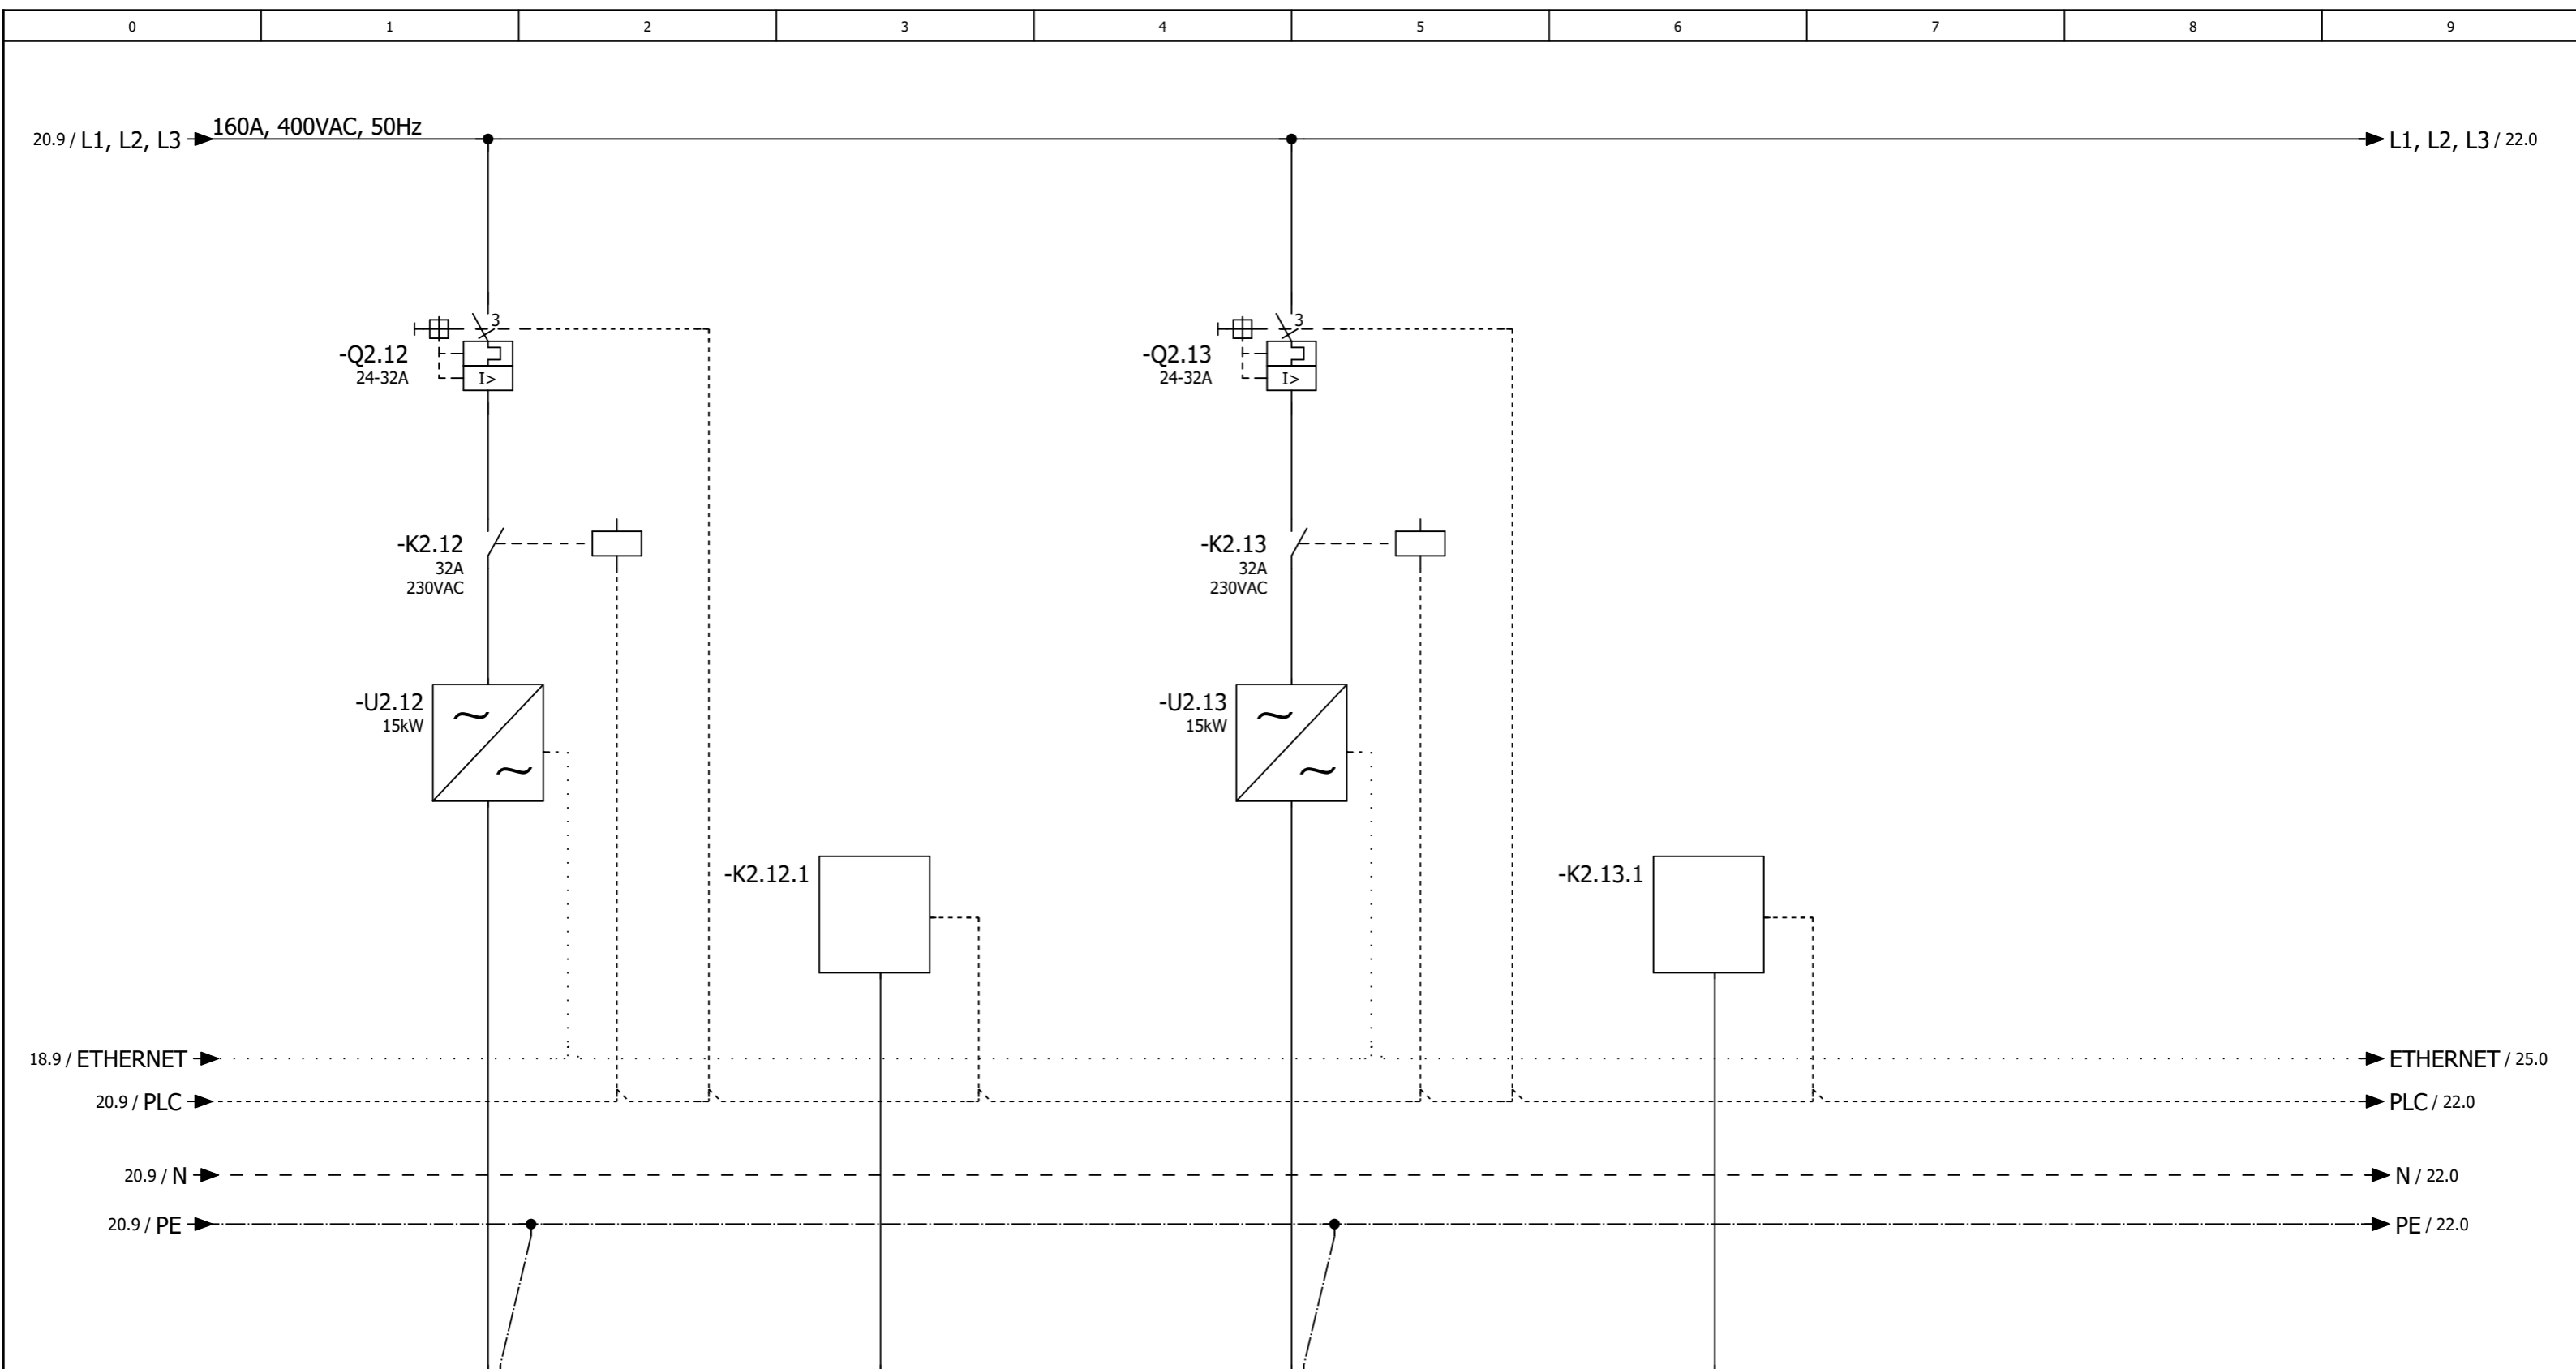 0 1 2 3 4 5 6 7 8 9
160A, 400VAC, 50Hz
20.9 / L1, L2, L3
L1, L2, L3 / 22.0
3
-Q2.12
24-32A
I>
3
-Q2.13
24-32A
I>
-K2.12
32A
230VAC
-K2.13
32A
230VAC
-U2.12
15kW
~
~
-U2.13
15kW
~
~
-K2.12.1
-K2.13.1
18.9 / ETHERNET
ETHERNET / 25.0
20.9 / PLC
PLC / 22.0
20.9 / N
N / 22.0
20.9 / PE
PE / 22.0